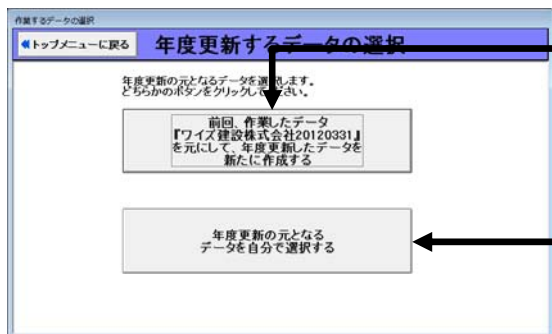 作業するデータの選択
トップメニューに戻る
年度更新するデータの選択
年度更新の元となるデータを選択します。
どちらかのボタンをクリックしてください。
前回、作業したデータ
『ワイズ建設株式会社20120331』
を元にして、年度更新したデータを
新たに作成する
年度更新の元となる
データを自分で選択する